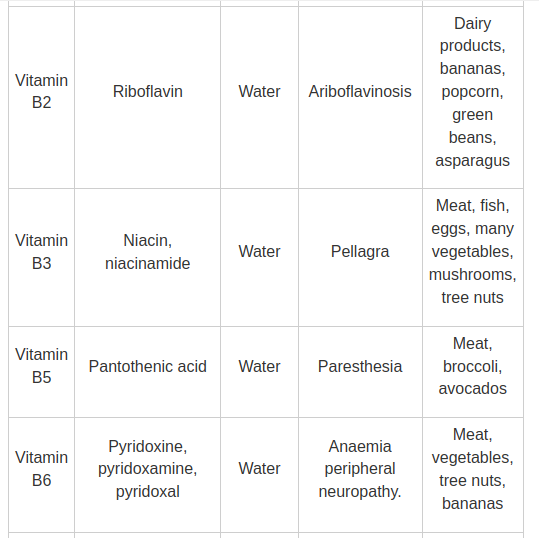 Vitamin
B2
Riboflavin
Water
Ariboflavinosis
Dairy
products,
bananas,
popcorn,
green
beans,
asparagus
Vitamin
B3
Niacin,
niacinamide
Water
Pellagra
Meat, fish,
eggs, many
vegetables,
mushrooms,
tree nuts
Vitamin
B5
Pantothenic acid
Water
Paresthesia
Meat,
broccoli,
avocados
Vitamin
B6
Pyridoxine,
pyridoxamine,
pyridoxal
Water
Anaemia
peripheral
neuropathy.
Meat,
vegetables,
tree nuts,
bananas